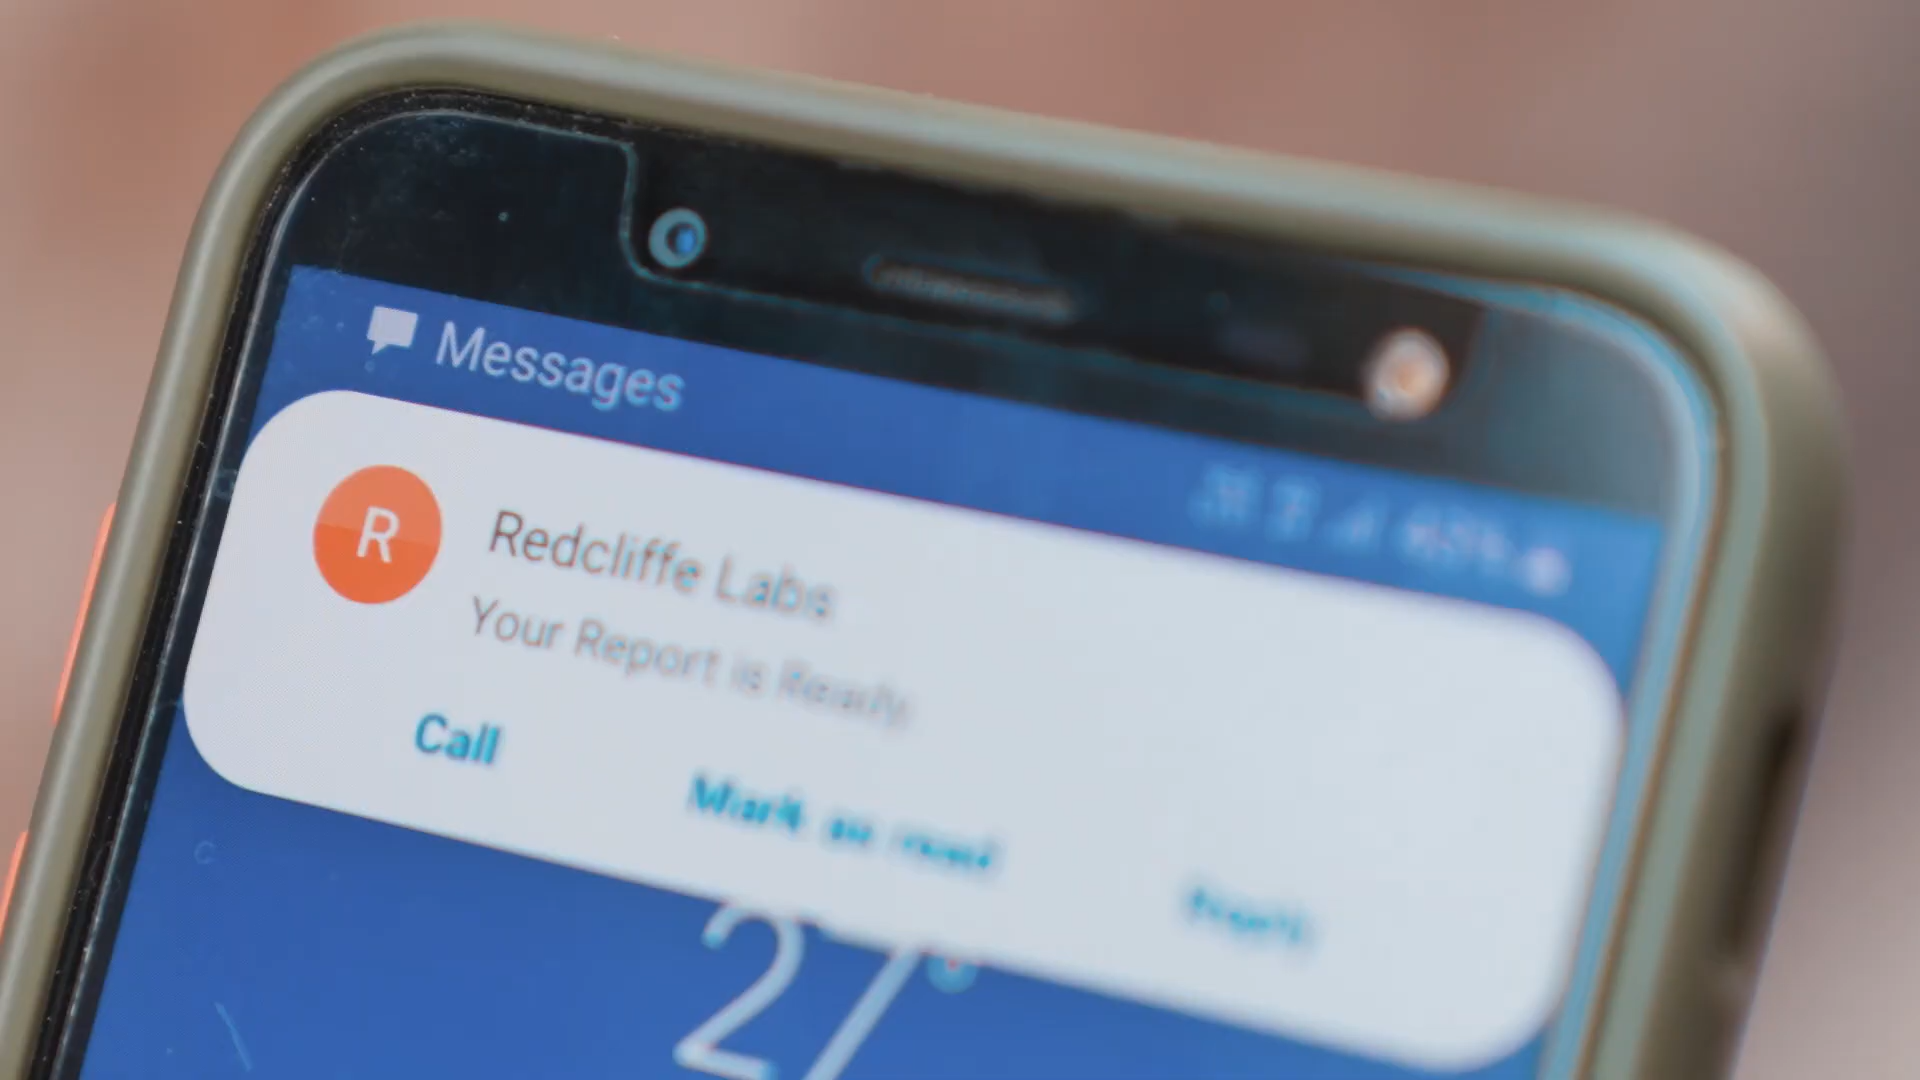 Messages
R
Redcliffe Labs
Your Report is Ready
Call
Mark as read
27°